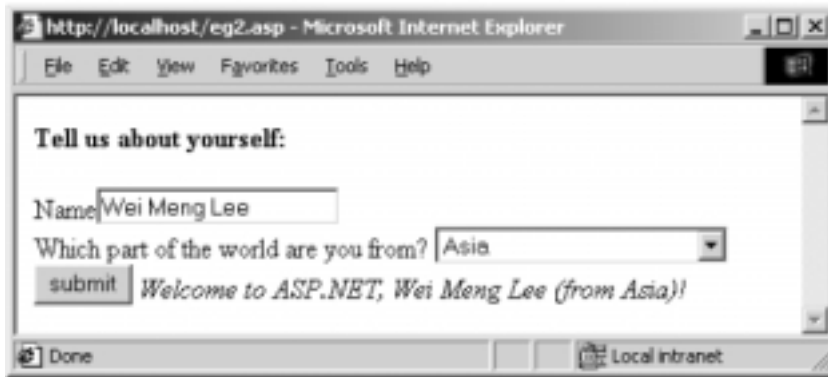 http://localhost/eg2.asp - Microsoft Internet Explorer
File Edit View Favorites Tools Help
Tell us about yourself:
Name Wei Meng Lee
Which part of the world are you from? Asia
submit Welcome to ASP.NET, Wei Meng Lee (from Asia)!
Done Local intranet